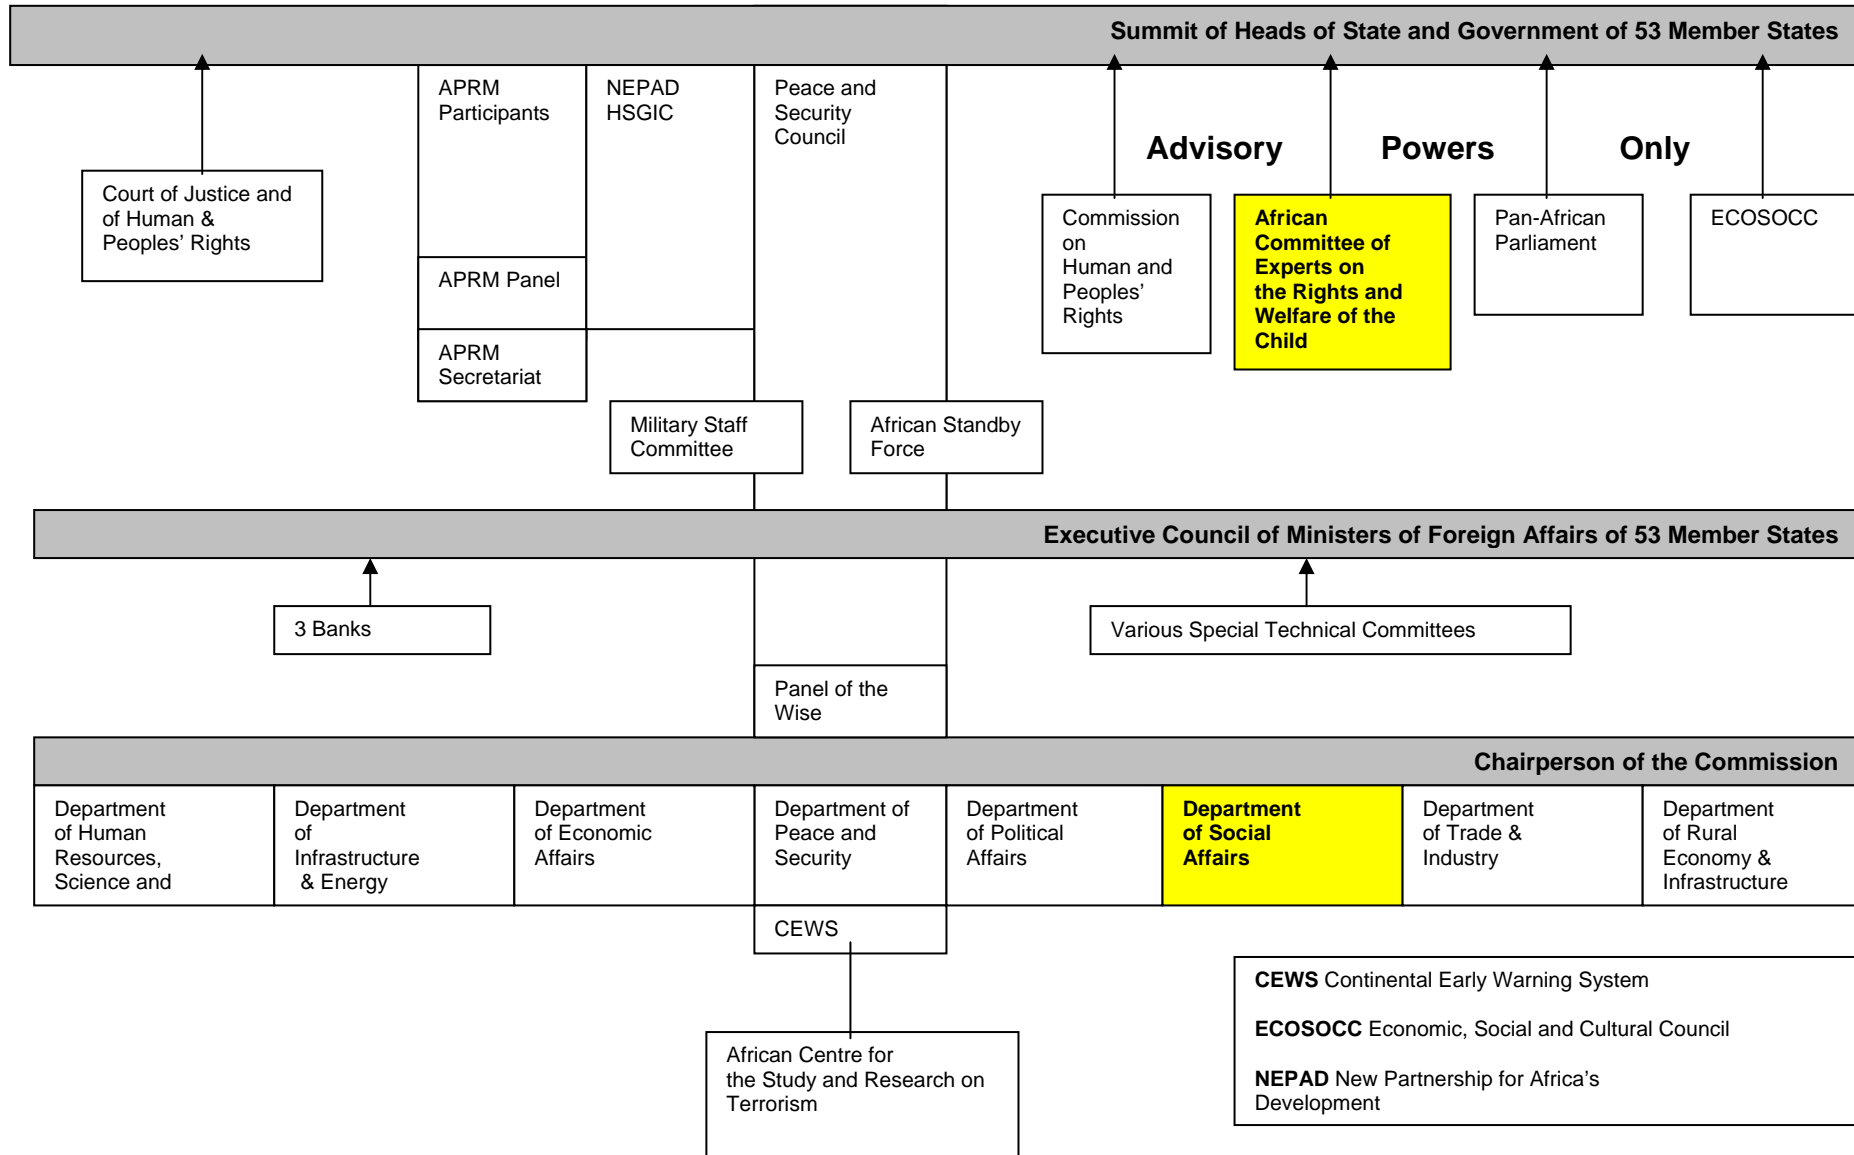 Summit of Heads of State and Government of 53 Member States
APRM
Participants
NEPAD
HSGIC
Peace and
Security
Council
Advisory Powers Only
Court of Justice and
of Human &
Peoples’ Rights
Commission
on
Human and
Peoples’
Rights
African
Committee of
Experts on
the Rights and
Welfare of the
Child
Pan-African
Parliament
ECOSOCC
APRM Panel
APRM
Secretariat
Military Staff
Committee
African Standby
Force
Executive Council of Ministers of Foreign Affairs of 53 Member States
3 Banks
Various Special Technical Committees
Panel of the
Wise
Chairperson of the Commission
Department
of Human
Resources,
Science and
Department
of
Infrastructure
& Energy
Department
of Economic
Affairs
Department of
Peace and
Security
Department
of Political
Affairs
Department
of Social
Affairs
Department
of Trade &
Industry
Department
of Rural
Economy &
Infrastructure
CEWS
African Centre for
the Study and Research on
Terrorism
CEWS Continental Early Warning System
ECOSOCC Economic, Social and Cultural Council
NEPAD New Partnership for Africa’s
Development